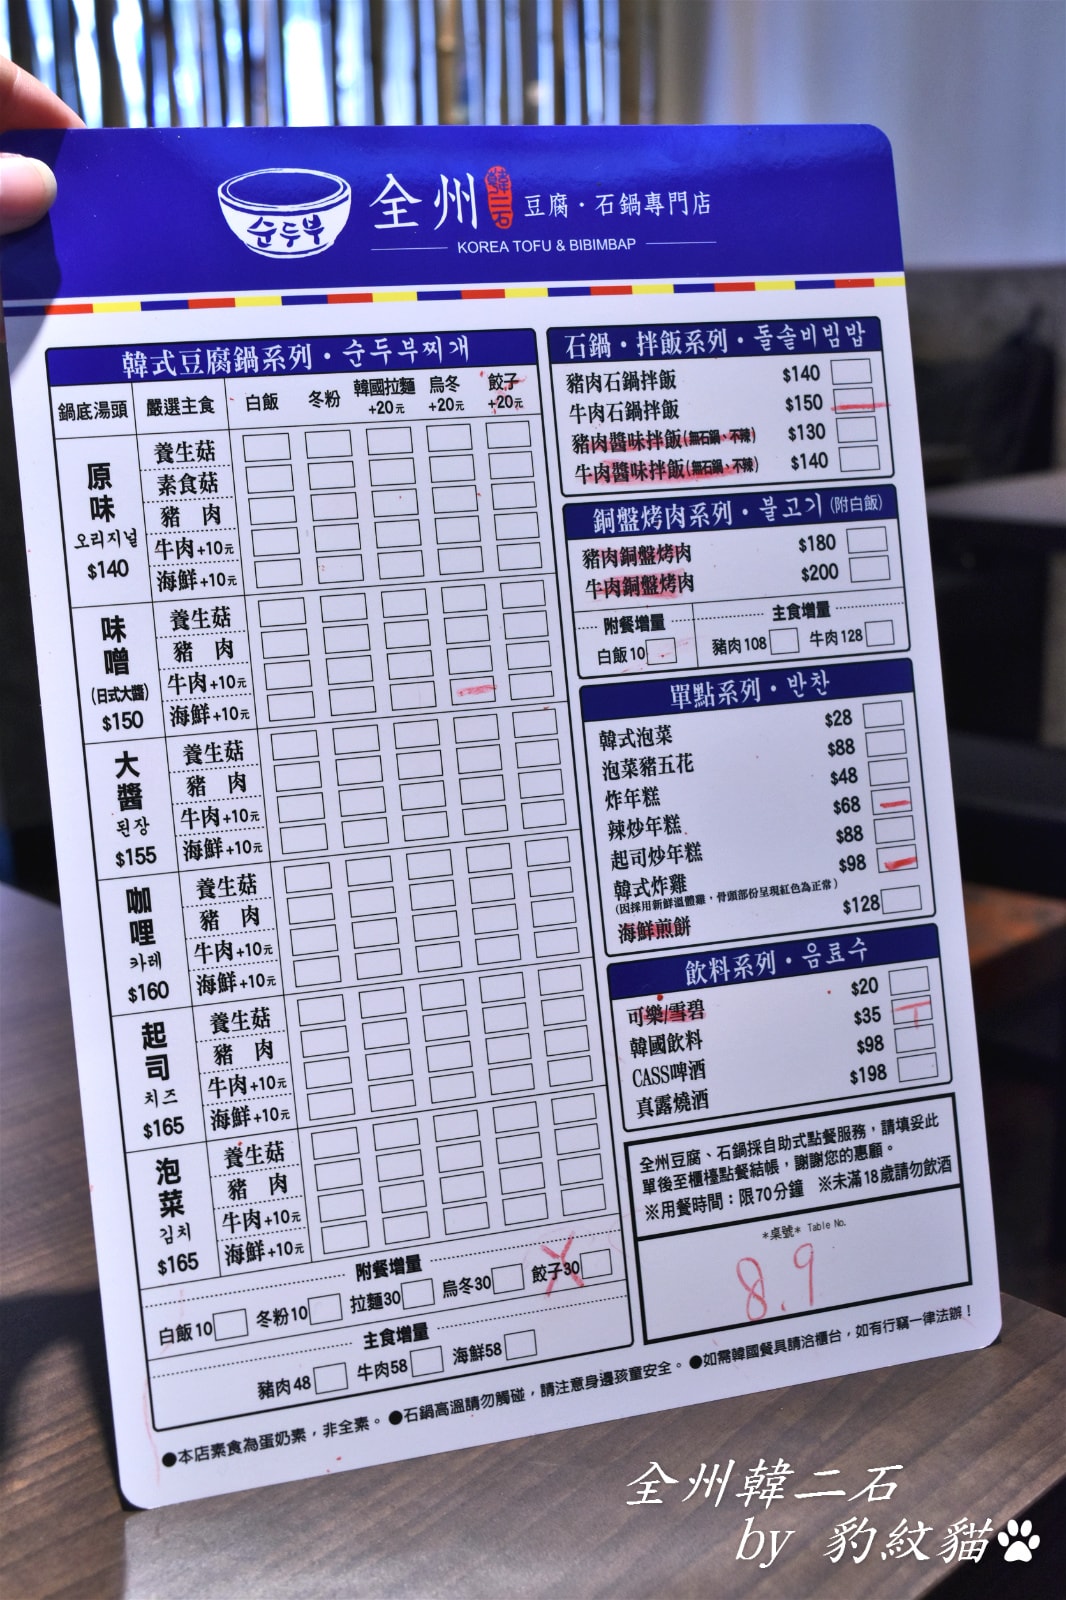 순두부
全州 韓二石 豆腐・石鍋專門店
KOREA TOFU & BIBIMBAP
韓式豆腐鍋系列・순두부찌개
鍋底湯頭 嚴選主食 白飯 冬粉 韓國拉麵+20元 烏冬+20元 餃子+20元
原味
오리지널
$140
養生菇
素食菇
豬 肉
牛肉+10元
海鮮+10元
味噌
(日式大醬)
$150
養生菇
豬 肉
牛肉+10元
海鮮+10元
大醬
된장
$155
養生菇
豬 肉
牛肉+10元
海鮮+10元
咖哩
카레
$160
養生菇
豬 肉
牛肉+10元
海鮮+10元
起司
치즈
$165
養生菇
豬 肉
牛肉+10元
海鮮+10元
泡菜
김치
$165
養生菇
豬 肉
牛肉+10元
海鮮+10元
附餐增量
白飯10 冬粉10 拉麵30 烏冬30 餃子30
主食增量
豬肉48 牛肉58 海鮮58
石鍋・拌飯系列・돌솥비빔밥
豬肉石鍋拌飯 $140
牛肉石鍋拌飯 $150
豬肉醬味拌飯(無石鍋、不辣) $130
牛肉醬味拌飯(無石鍋、不辣) $140
銅盤烤肉系列・불고기(附白飯)
豬肉銅盤烤肉 $180
牛肉銅盤烤肉 $200
附餐增量
白飯10
主食增量
豬肉108 牛肉128
單點系列・반찬
韓式泡菜 $28
泡菜豬五花 $88
炸年糕 $48
辣炒年糕 $68
起司炒年糕 $88
韓式炸雞 $98
(因採用新鮮溫體雞，骨頭部份呈現紅色為正常)
海鮮煎餅 $128
飲料系列・음료수
可樂/雪碧 $20
韓國飲料 $35
CASS啤酒 $98
真露燒酒 $198
全州豆腐、石鍋採自助式點餐服務，請填妥此
單後至櫃檯點餐結帳，謝謝您的惠顧。
※用餐時間：限70分鐘 ※未滿18歲請勿飲酒
*桌號* Table No.
8.9
●本店素食為蛋奶素，非全素。 ●石鍋高溫請勿觸碰，請注意身邊孩童安全。 ●如需韓國餐具請洽櫃台，如有行竊一律法辦！
全州韓二石
by 豹紋貓